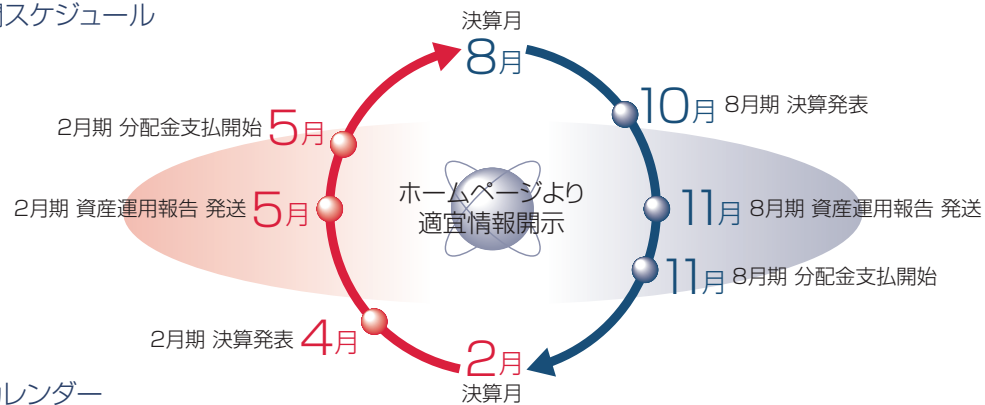 スケジュール
決算月
8月
10月 8月期 決算発表
2月期 分配金支払開始 5月
ホームページより
適宜情報開示
2月期 資産運用報告 発送 5月
11月 8月期 資産運用報告 発送
11月 8月期 分配金支払開始
2月期 決算発表 4月
2月
決算月
レンダー